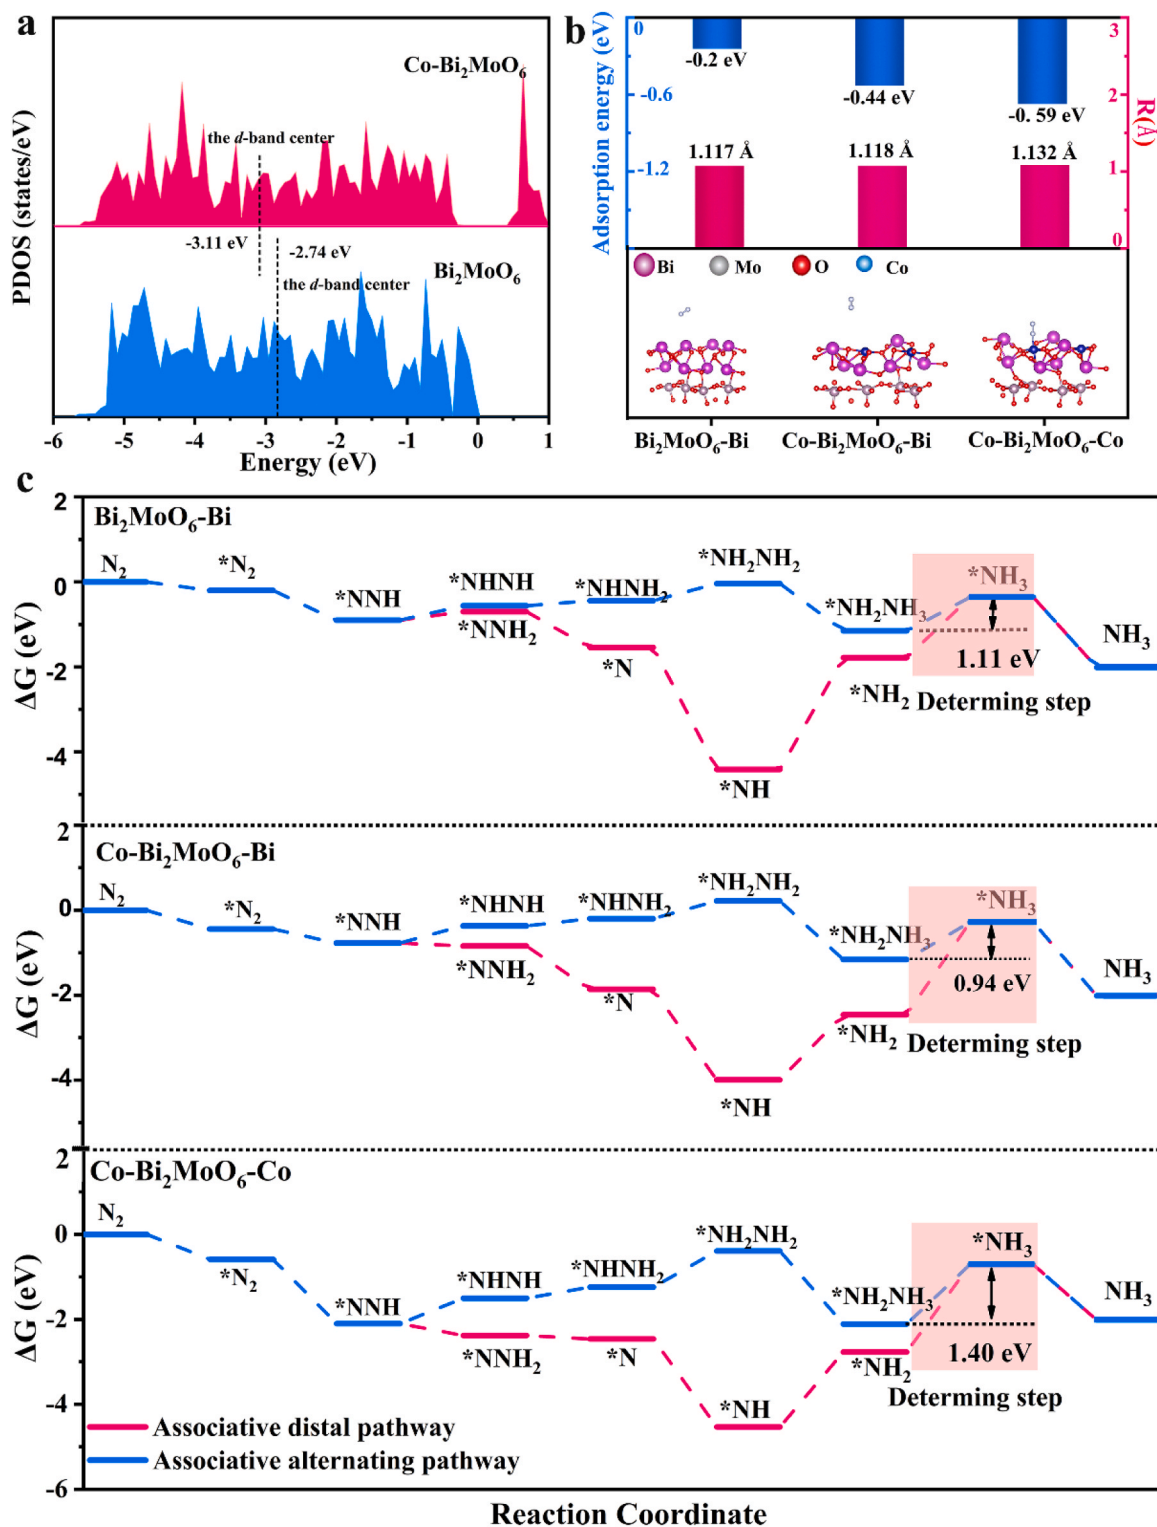 a
Co-Bi₂MoO₆
the d-band center
-3.11 eV
-2.74 eV
Bi₂MoO₆
the d-band center
PDOS (states/eV)
-6 -5 -4 -3 -2 -1 0 1
Energy (eV)
b
Adsorption energy (eV)
0
-0.6
-1.2
-0.2 eV
-0.44 eV
-0. 59 eV
1.117 Å
1.118 Å
1.132 Å
3
2
1
0
R(Å)
Bi Mo O Co
Bi₂MoO₆-Bi Co-Bi₂MoO₆-Bi Co-Bi₂MoO₆-Co
c
ΔG (eV)
2
0
-2
-4
Bi₂MoO₆-Bi
N₂
*N₂
*NNH
*NHNH
*NNH₂
*NHNH₂
*N
*NH₂NH₂
*NH
*NH₂NH₃
*NH₂
*NH₃
1.11 eV
Determing step
NH₃
ΔG (eV)
2
0
-2
-4
Co-Bi₂MoO₆-Bi
N₂
*N₂
*NNH
*NHNH
*NNH₂
*NHNH₂
*N
*NH₂NH₂
*NH
*NH₂NH₃
*NH₂
*NH₃
0.94 eV
Determing step
NH₃
ΔG (eV)
2
0
-2
-4
-6
Co-Bi₂MoO₆-Co
N₂
*N₂
*NNH
*NHNH
*NNH₂
*NHNH₂
*N
*NH₂NH₂
*NH
*NH₂NH₃
*NH₂
*NH₃
1.40 eV
Determing step
NH₃
Associative distal pathway
Associative alternating pathway
Reaction Coordinate